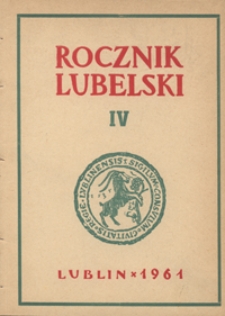 ROCZNIK
LUBELSKI
IV
LUBLIN × 1961